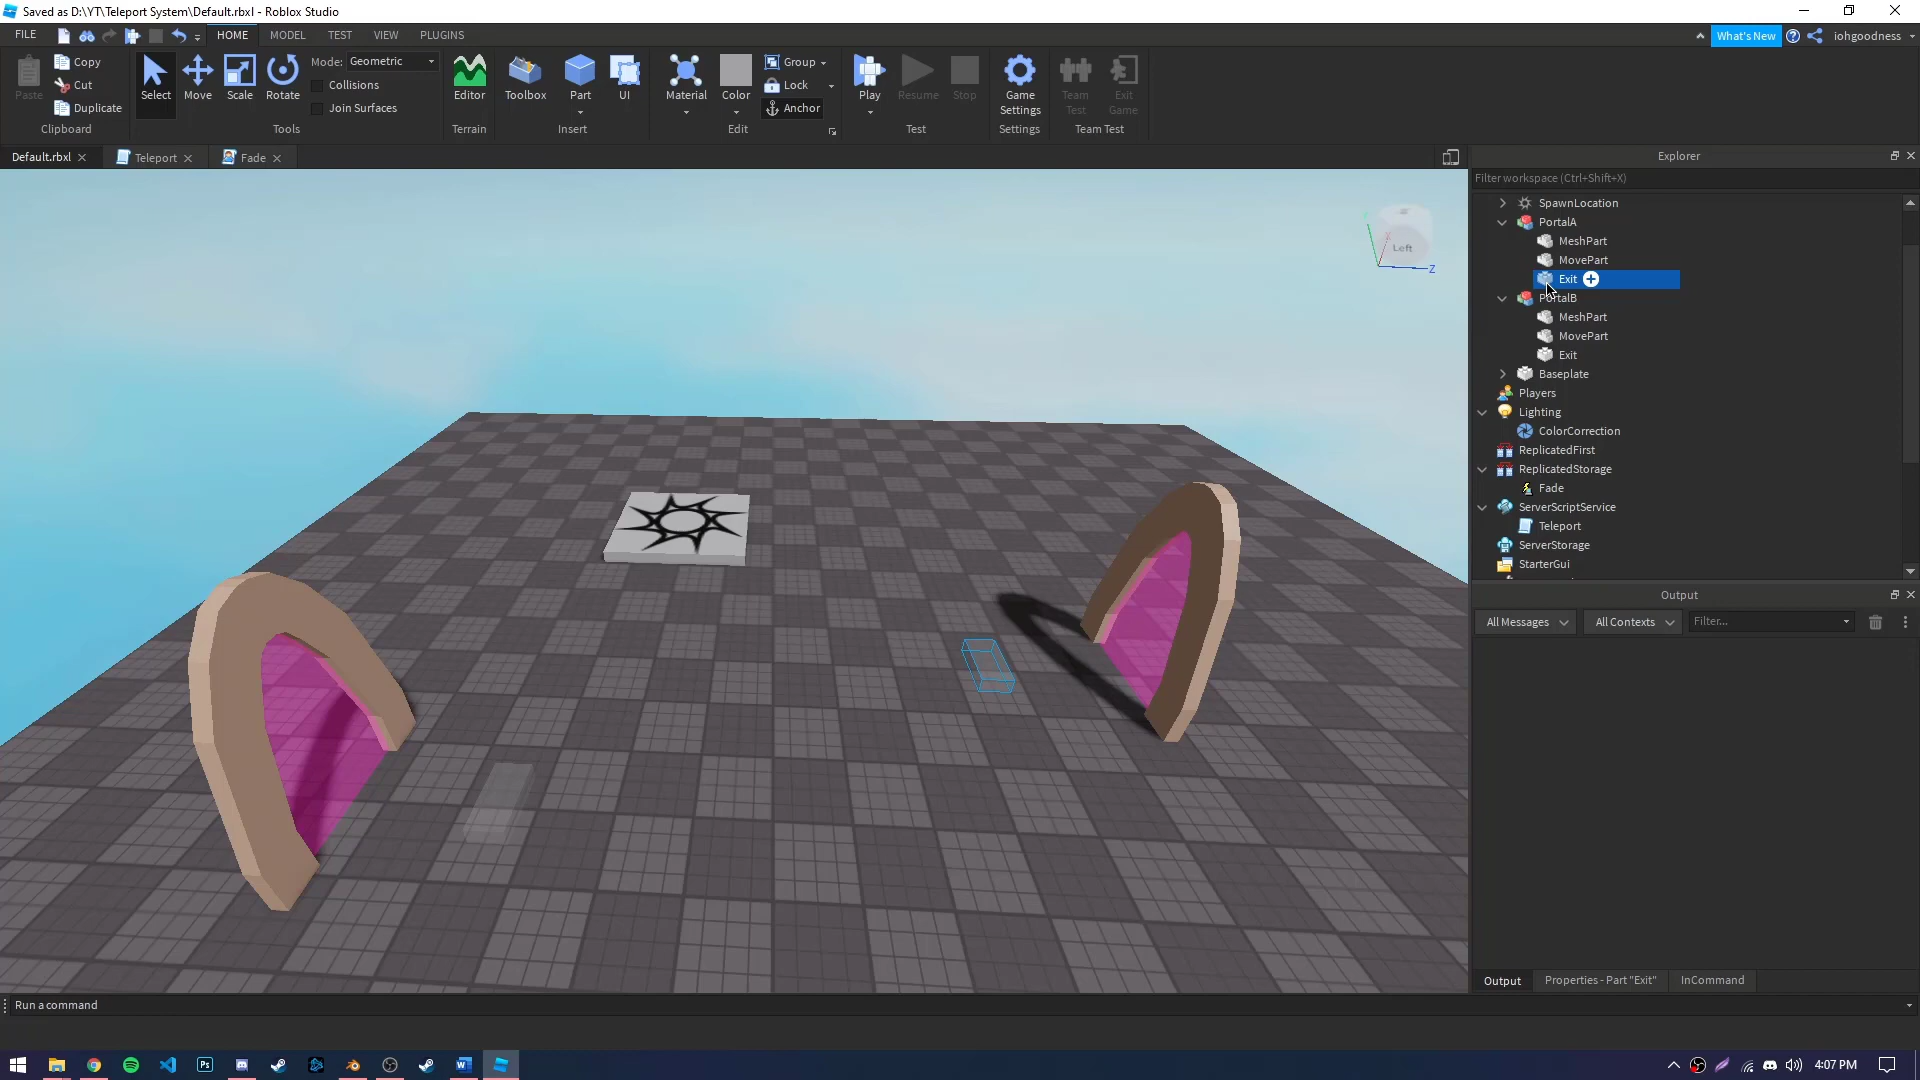 Saved as D:\YT\Teleport System\Default.rbxl - Roblox Studio
FILE
HOME
MODEL
TEST
VIEW
PLUGINS
What's New
iohgoodness
Paste
Copy
Cut
Duplicate
Clipboard
Select
Move
Scale
Rotate
Mode: Geometric
Collisions
Join Surfaces
Tools
Editor
Terrain
Toolbox
Part
UI
Insert
Material
Color
Group
Lock
Anchor
Edit
Play
Resume
Stop
Test
Game
Settings
Settings
Team
Test
Exit
Game
Team Test
Default.rbxl
Teleport
Fade
Left
Z
Explorer
Filter workspace (Ctrl+Shift+X)
SpawnLocation
PortalA
MeshPart
MovePart
Exit
PortalB
MeshPart
MovePart
Exit
Baseplate
Players
Lighting
ColorCorrection
ReplicatedFirst
ReplicatedStorage
Fade
ServerScriptService
Teleport
ServerStorage
StarterGui
Output
All Messages
All Contexts
Filter...
Output
Properties - Part "Exit"
InCommand
Run a command
4:07 PM